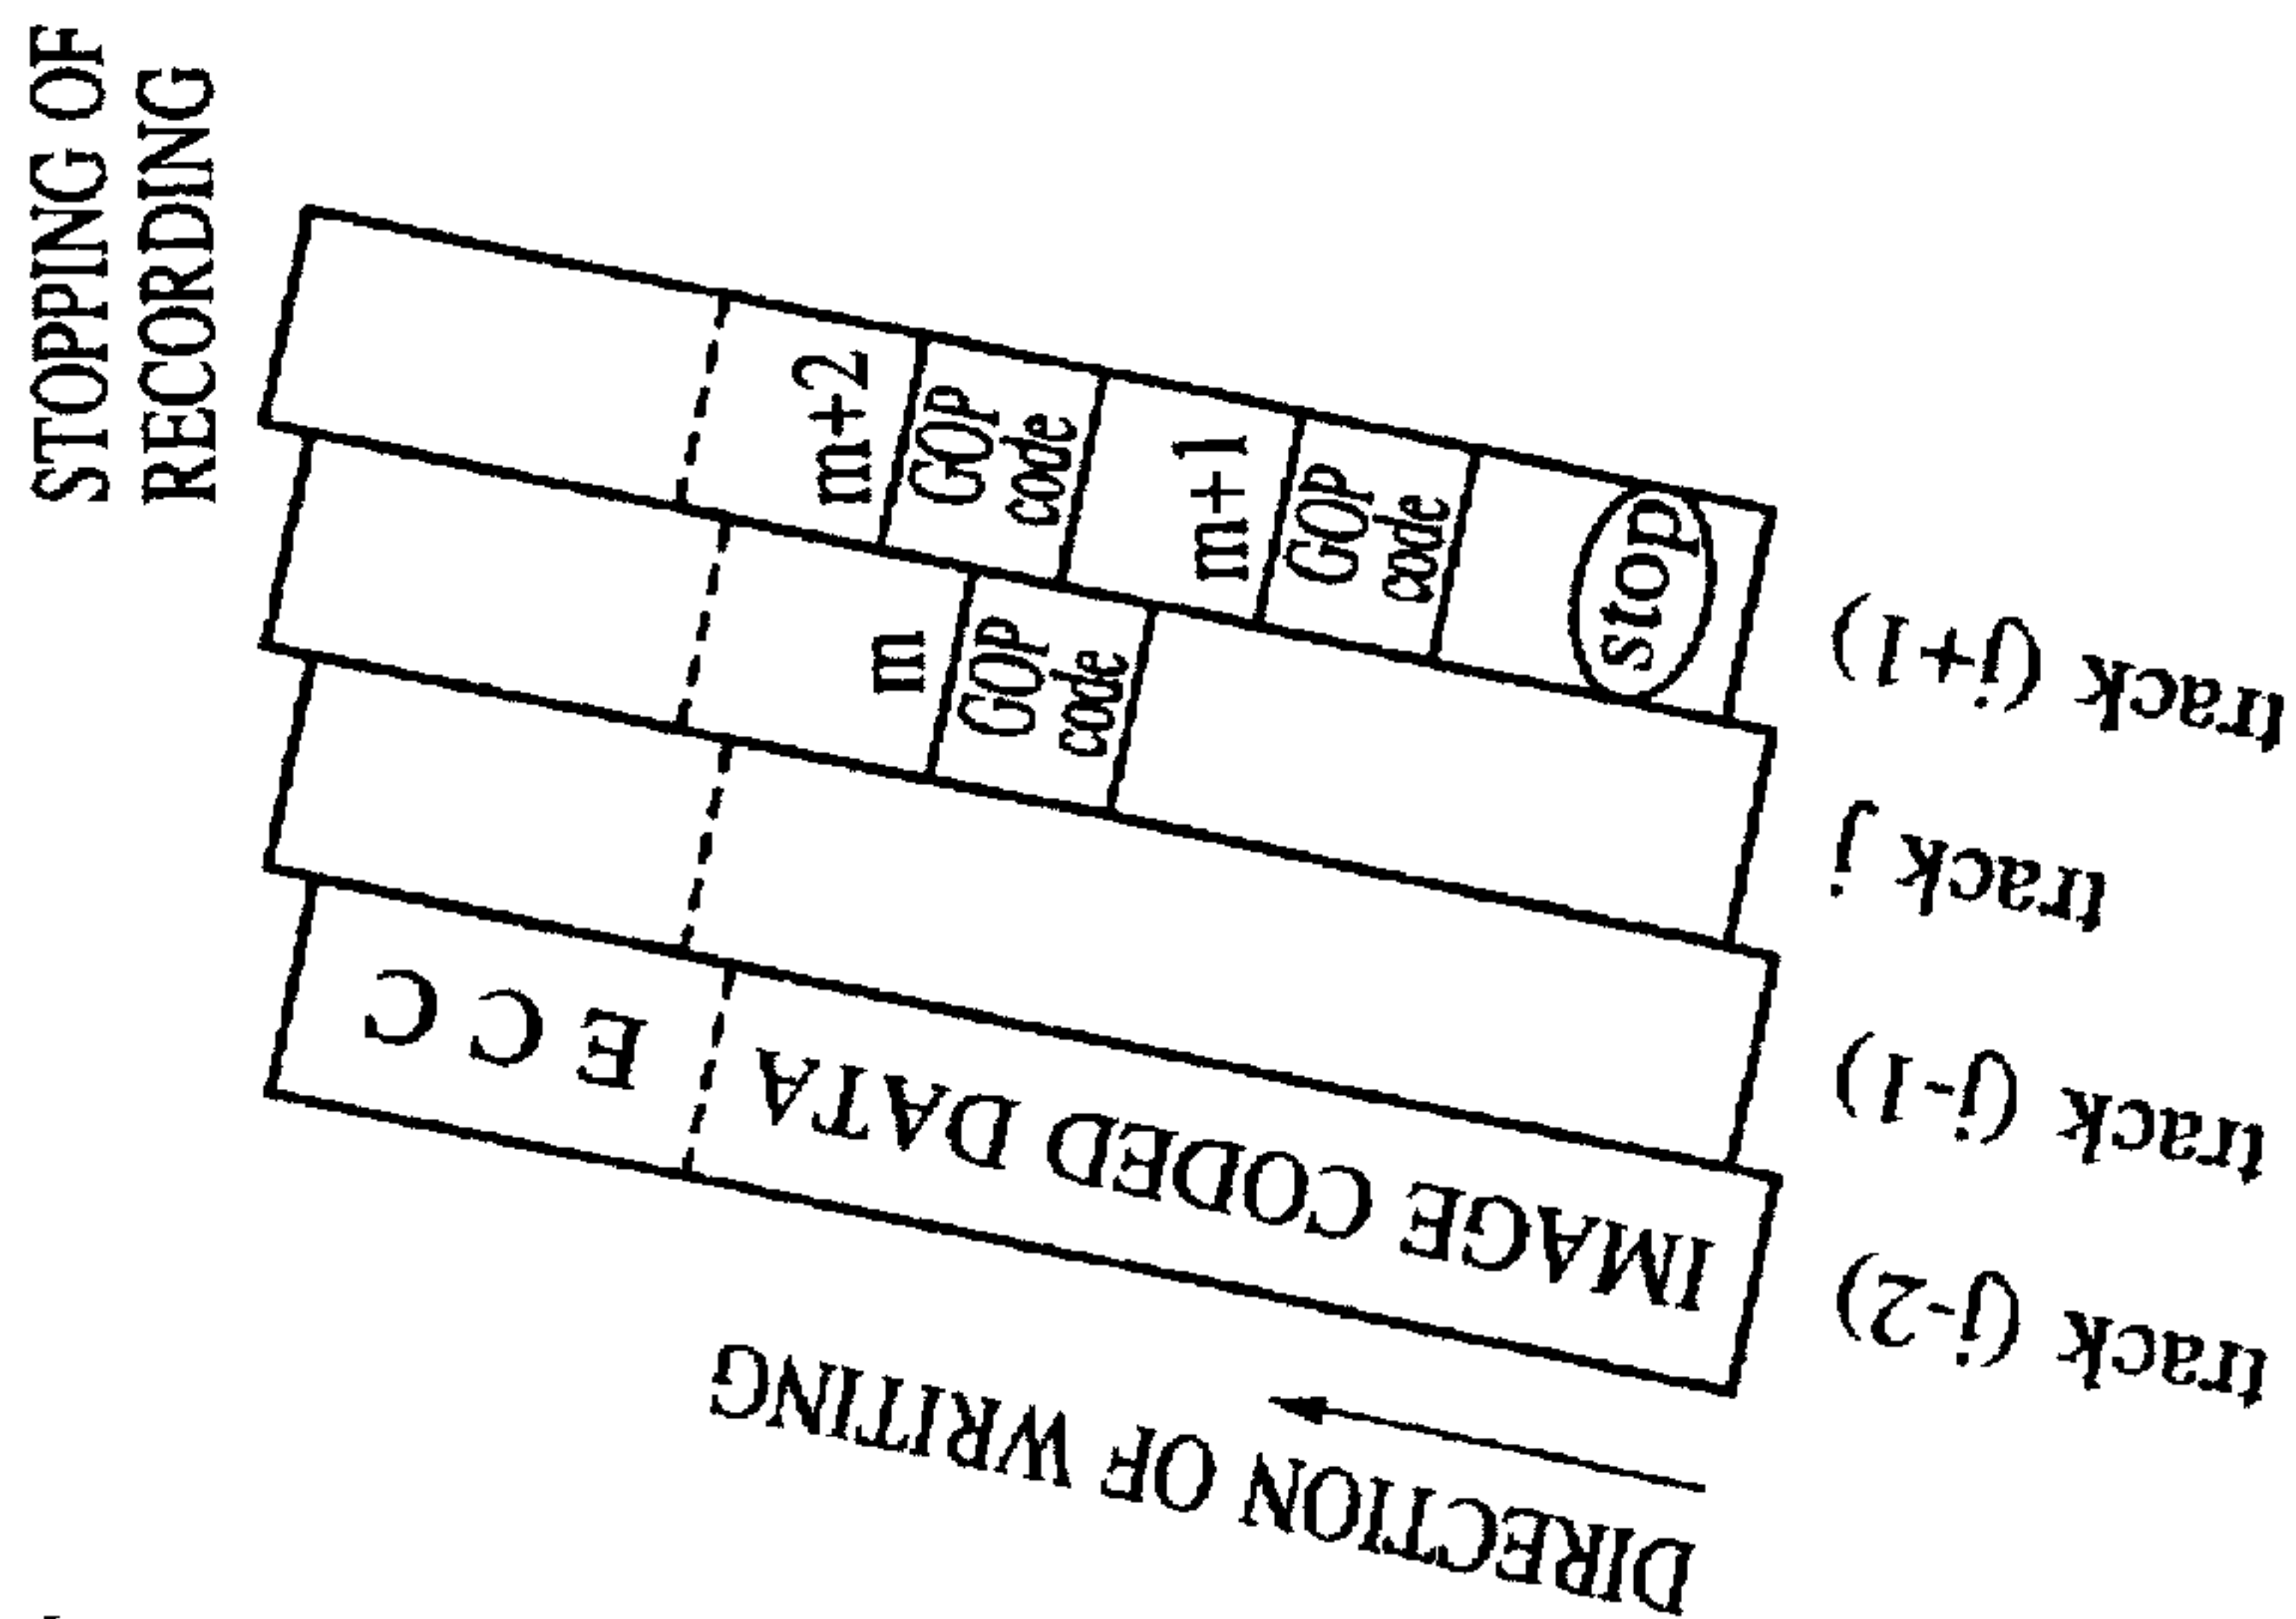 STOPPING OF
RECORDING
m+2
GOP
code
m+1
GOP
code
stop
m
GOP
code
E C C
IMAGE CODED DATA
track (j+1)
track j
track (j-1)
track (j-2)
DIRECTION OF WRITING